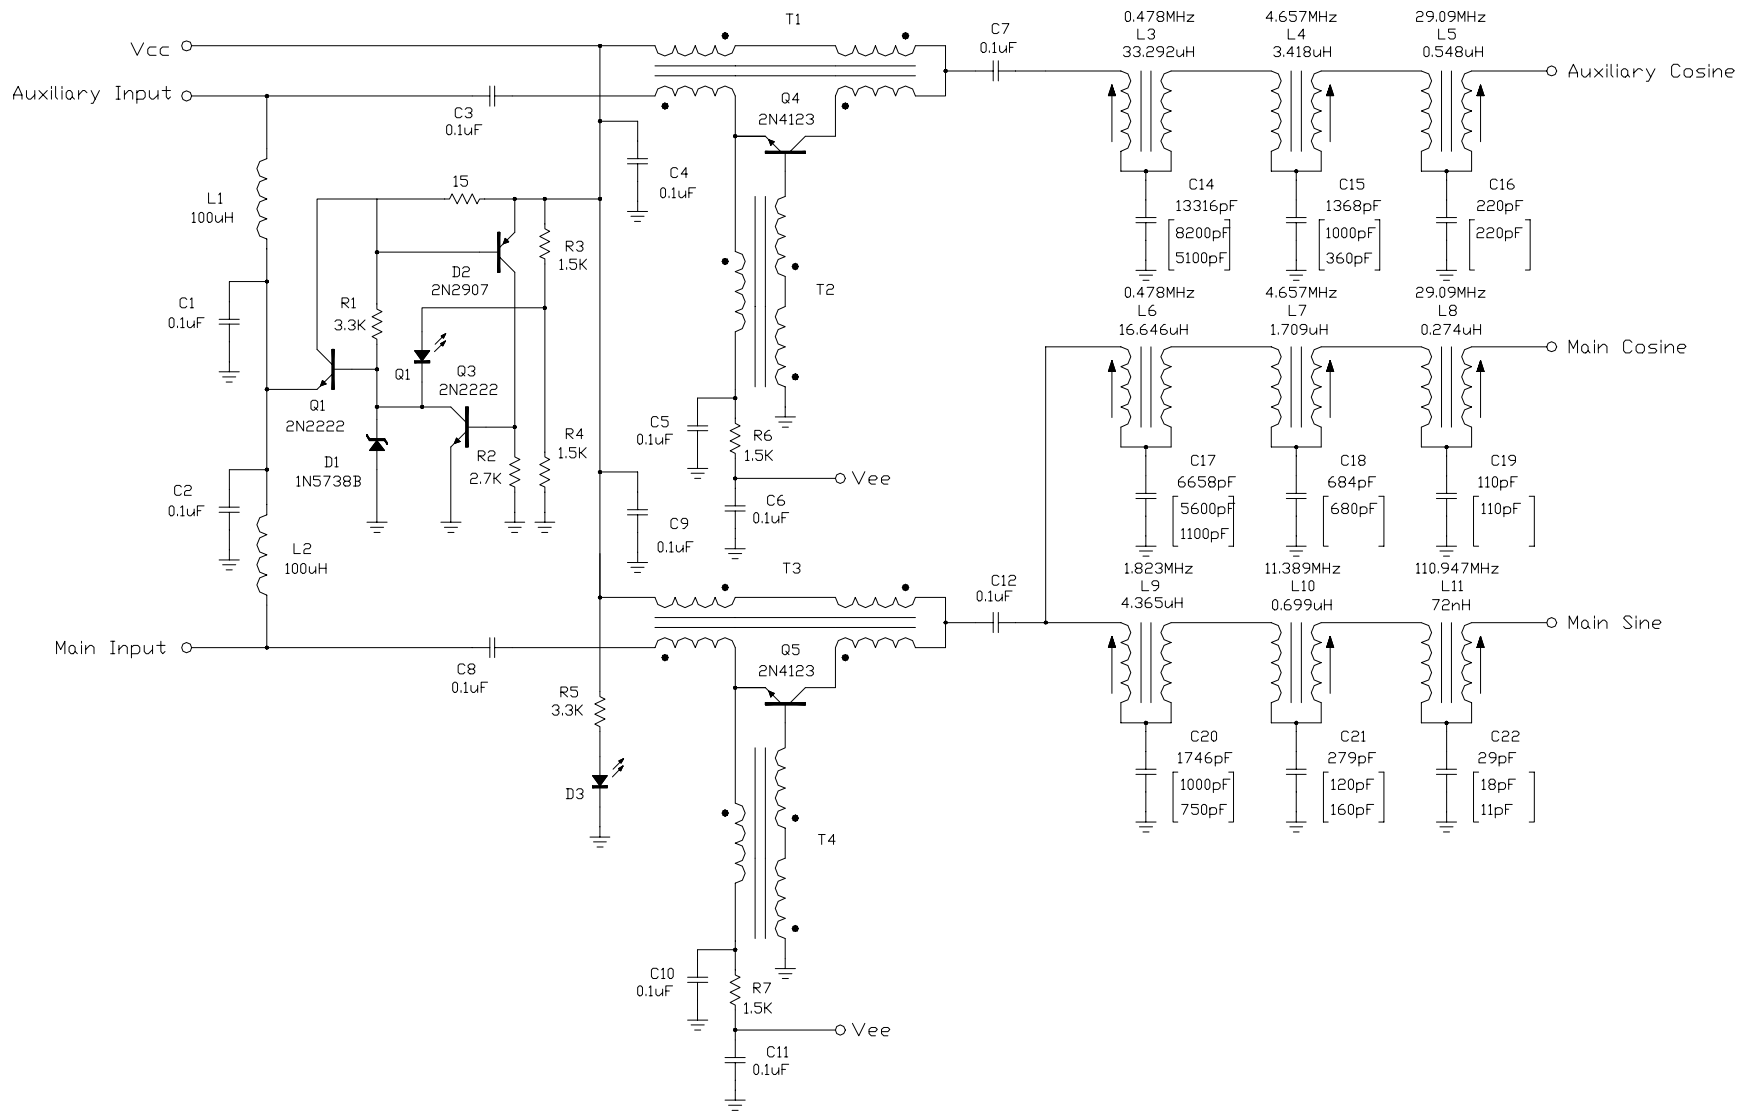 T1
Vcc
Auxiliary Input
C3
0.1uF
Q4
2N4123
C7
0.1uF
0.478MHz
L3
33.292uH
4.657MHz
L4
3.418uH
29.09MHz
L5
0.548uH
Auxiliary Cosine
L1
100uH
15
C4
0.1uF
C14
13316pF
8200pF
5100pF
C15
1368pF
1000pF
360pF
C16
220pF
220pF
D2
2N2907
R3
1.5K
T2
C1
0.1uF
R1
3.3K
Q1
Q3
2N2222
Q1
2N2222
D1
1N5738B
R2
2.7K
R4
1.5K
C5
0.1uF
R6
1.5K
Vee
C6
0.1uF
0.478MHz
L6
16.646uH
4.657MHz
L7
1.709uH
29.09MHz
L8
0.274uH
Main Cosine
C17
6658pF
5600pF
1100pF
C18
684pF
680pF
C19
110pF
110pF
C2
0.1uF
L2
100uH
C9
0.1uF
T3
C12
0.1uF
1.823MHz
L9
4.365uH
11.389MHz
L10
0.699uH
110.947MHz
L11
72nH
Main Sine
Main Input
C8
0.1uF
Q5
2N4123
R5
3.3K
D3
C20
1746pF
1000pF
750pF
C21
279pF
120pF
160pF
C22
29pF
18pF
11pF
T4
C10
0.1uF
R7
1.5K
Vee
C11
0.1uF